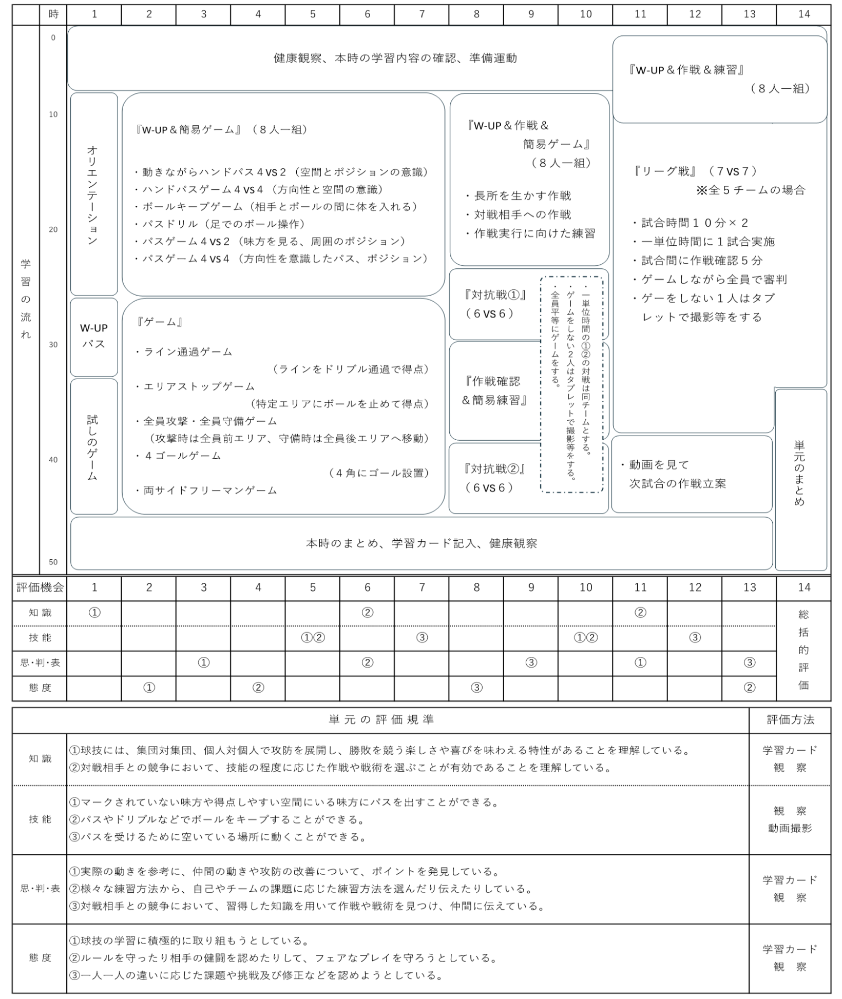 時 1 2 3 4 5 6 7 8 9 10 11 12 13 14
学習の流れ
0
10
20
30
40
50
健康観察、本時の学習内容の確認、準備運動
オリエンテーション
W-UP
パス
試しのゲーム
『W-UP＆簡易ゲーム』（８人一組）
・動きながらハンドパス４VS２（空間とポジションの意識）
・ハンドパスゲーム４VS４（方向性と空間の意識）
・ボールキープゲーム（相手とボールの間に体を入れる）
・パスドリル（足でのボール操作）
・パスゲーム４VS２（味方を見る、周囲のポジション）
・パスゲーム４VS４（方向性を意識したパス、ポジション）
『ゲーム』
・ライン通過ゲーム
（ラインをドリブル通過で得点）
・エリアストップゲーム
（特定エリアにボールを止めて得点）
・全員攻撃・全員守備ゲーム
（攻撃時は全員前エリア、守備時は全員後エリアへ移動）
・４ゴールゲーム
（４角にゴール設置）
・両サイドフリーマンゲーム
『W-UP＆作戦＆
簡易ゲーム』
（８人一組）
・長所を生かす作戦
・対戦相手への作戦
・作戦実行に向けた練習
『対抗戦①』
（６VS６）
『作戦確認
＆簡易練習』
『対抗戦②』
（６VS６）
・一単位時間の①②の対戦は同チームとする。
・ゲームをしない２人はタブレットで撮影等をする。
・全員平等にゲームをする。
『W-UP＆作戦＆練習』
（８人一組）
『リーグ戦』（７VS７）
※全５チームの場合
・試合時間１０分×２
・一単位時間に１試合実施
・試合間に作戦確認５分
・ゲームしながら全員で審判
・ゲーをしない１人はタブ
レットで撮影等をする
・動画を見て
次試合の作戦立案
単元のまとめ
本時のまとめ、学習カード記入、健康観察
評価機会 1 2 3 4 5 6 7 8 9 10 11 12 13 14
知識 ① ② ②
技能 ①② ③ ①② ③
思・判・表 ① ② ③ ① ③
態度 ① ② ③ ②
総括的評価
単元の評価規準 評価方法
知識
①球技には、集団対集団、個人対個人で攻防を展開し、勝敗を競う楽しさや喜びを味わえる特性があることを理解している。
②対戦相手との競争において、技能の程度に応じた作戦や戦術を選ぶことが有効であることを理解している。
学習カード
観　察
技能
①マークされていない味方や得点しやすい空間にいる味方にパスを出すことができる。
②パスやドリブルなどでボールをキープすることができる。
③パスを受けるために空いている場所に動くことができる。
観　察
動画撮影
思・判・表
①実際の動きを参考に、仲間の動きや攻防の改善について、ポイントを発見している。
②様々な練習方法から、自己やチームの課題に応じた練習方法を選んだり伝えたりしている。
③対戦相手との競争において、習得した知識を用いて作戦や戦術を見つけ、仲間に伝えている。
学習カード
観　察
態度
①球技の学習に積極的に取り組もうとしている。
②ルールを守ったり相手の健闘を認めたりして、フェアなプレイを守ろうとしている。
③一人一人の違いに応じた課題や挑戦及び修正などを認めようとしている。
学習カード
観　察